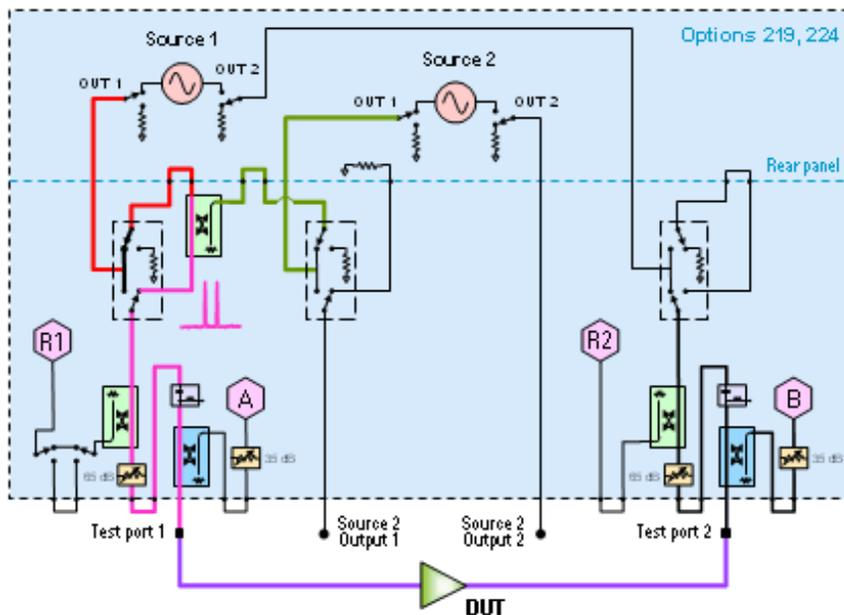 Options 219, 224
Source 1
OUT 1
OUT 2
Source 2
OUT 1
OUT 2
Rear panel
R1
A
R2
B
65 dB
35 dB
65 dB
35 dB
Test port 1
Source 2
Output 1
Source 2
Output 2
Test port 2
DUT